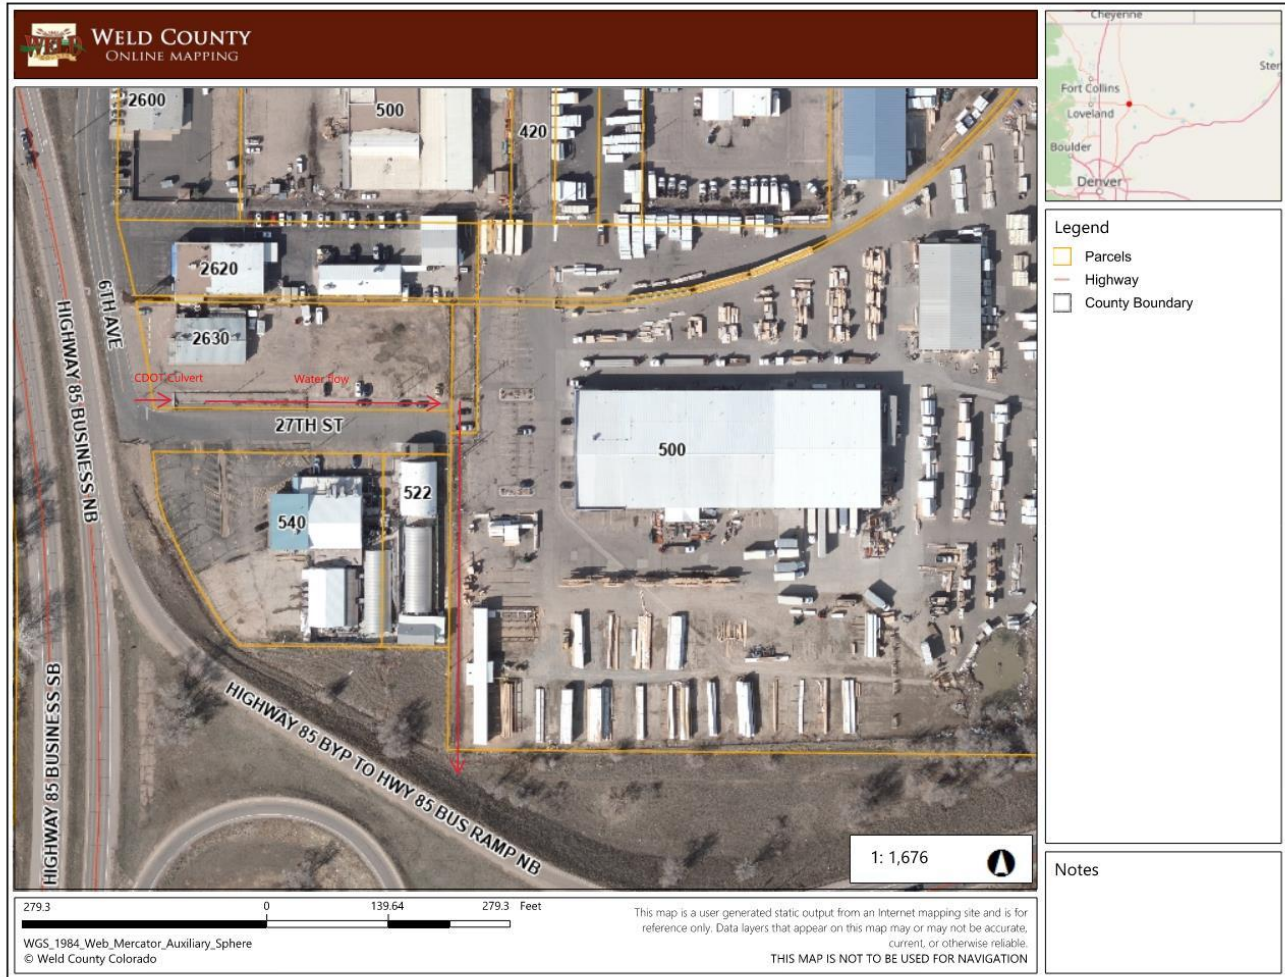 WELD COUNTY
ONLINE MAPPING
2600
500
420
2620
6TH AVE
2630
HIGHWAY 85 BUSINESS NB
CDOT Culvert
Water flow
27TH ST
500
522
540
HIGHWAY 85 BUSINESS SB
HIGHWAY 85 BYP TO HWY 85 BUS RAMP NB
1: 1,676
Cheyenne
Fort Collins
Loveland
Boulder
Denver
Ster
Legend
Parcels
Highway
County Boundary
Notes
279.3 0 139.64 279.3 Feet
WGS_1984_Web_Mercator_Auxiliary_Sphere
© Weld County Colorado
This map is a user generated static output from an Internet mapping site and is for
reference only. Data layers that appear on this map may or may not be accurate,
current, or otherwise reliable.
THIS MAP IS NOT TO BE USED FOR NAVIGATION